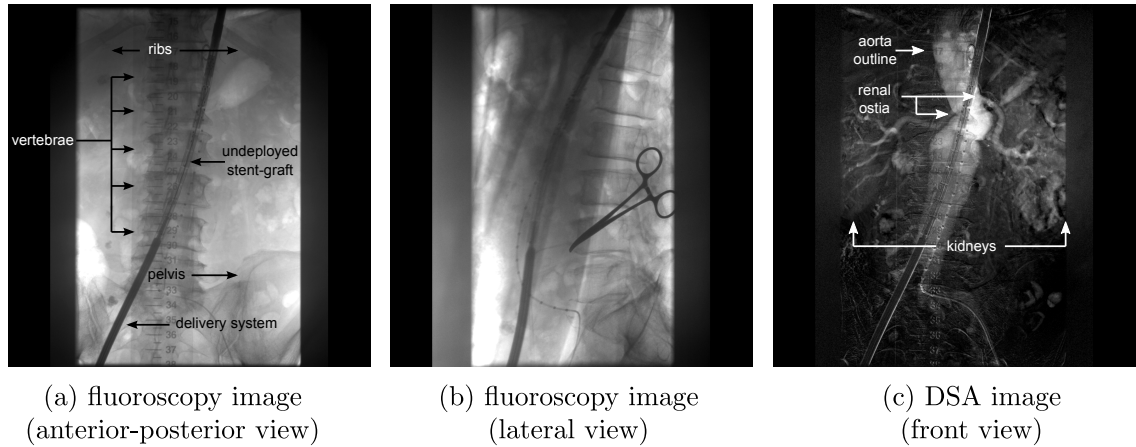 ribs
vertebrae
undeployed
stent-graft
pelvis
delivery system
aorta
outline
renal
ostia
kidneys
(a) fluoroscopy image
(anterior-posterior view)
(b) fluoroscopy image
(lateral view)
(c) DSA image
(front view)